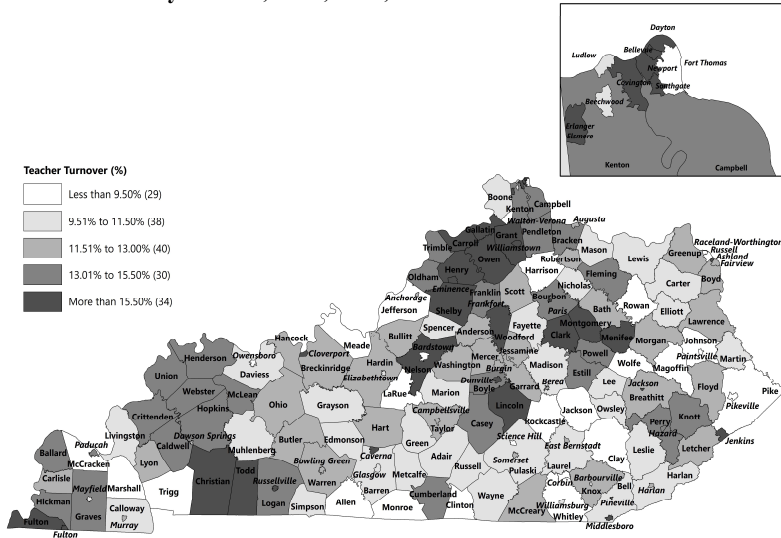 Dayton
Bellevue
Ludlow
Fort Thomas
Newport
Covington
Southgate
Beechwood
Erlanger
Elsmere
Kenton
Campbell
Teacher Turnover (%)
Less than 9.50% (29)
9.51% to 11.50% (38)
11.51% to 13.00% (40)
13.01% to 15.50% (30)
More than 15.50% (34)
Boone
Kenton
Campbell
Walton-Verona
Augusta
Gallatin
Grant
Pendleton
Bracken
Trimble
Carroll
Williamstown
Mason
Lewis
Greenup
Raceland-Worthington
Russell
Ashland
Fairview
Owen
Robertson
Harrison
Fleming
Carter
Boyd
Oldham
Henry
Eminence
Franklin
Scott
Nicholas
Rowan
Elliott
Anchorage
Jefferson
Shelby
Frankfort
Bourbon
Paris
Bath
Lawrence
Spencer
Anderson
Woodford
Fayette
Clark
Montgomery
Menifee
Morgan
Johnson
Hancock
Meade
Bullitt
Bardstown
Jessamine
Powell
Wolfe
Paintsville
Martin
Henderson
Owensboro
Daviess
Cloverport
Breckinridge
Hardin
Elizabethtown
Nelson
Washington
Mercer
Burgin
Madison
Estill
Magoffin
Union
Webster
McLean
Danville
Boyle
Garrard
Berea
Lee
Jackson
Breathitt
Floyd
Pike
Hopkins
Ohio
Grayson
LaRue
Marion
Lincoln
Jackson
Owsley
Pikeville
Crittenden
Campbellsville
Rockcastle
Perry
Knott
Livingston
Dawson Springs
Caldwell
Muhlenberg
Butler
Edmonson
Hart
Taylor
Casey
Science Hill
Hazard
Jenkins
Ballard
Paducah
McCracken
Lyon
Green
East Bernstadt
Leslie
Letcher
Carlisle
Todd
Bowling Green
Caverna
Adair
Somerset
Pulaski
Laurel
Clay
Mayfield
Marshall
Trigg
Christian
Russellville
Warren
Glasgow
Metcalfe
Russell
Corbin
Barbourville
Knox
Bell
Harlan
Harlan
Hickman
Graves
Calloway
Murray
Logan
Simpson
Allen
Barren
Monroe
Cumberland
Clinton
Wayne
McCreary
Williamsburg
Whitley
Pineville
Middlesboro
Fulton
Fulton